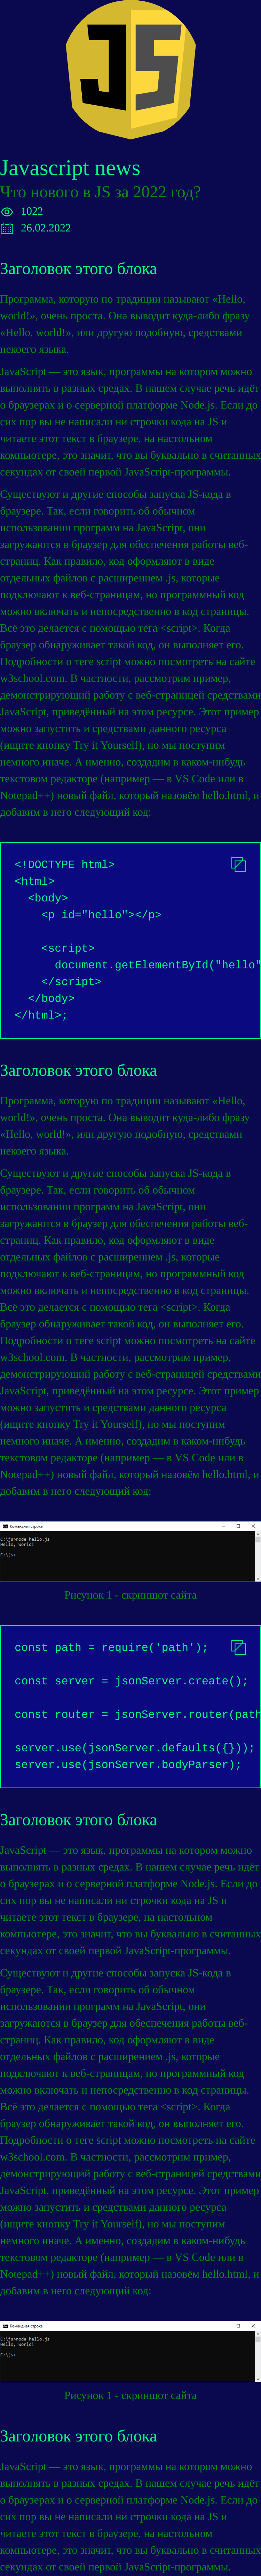 JS
Javascript news
Что нового в JS за 2022 год?
1022
26.02.2022
Заголовок этого блока
Программа, которую по традиции называют «Hello,
world!», очень проста. Она выводит куда-либо фразу
«Hello, world!», или другую подобную, средствами
некоего языка.
JavaScript — это язык, программы на котором можно
выполнять в разных средах. В нашем случае речь идёт
о браузерах и о серверной платформе Node.js. Если до
сих пор вы не написали ни строчки кода на JS и
читаете этот текст в браузере, на настольном
компьютере, это значит, что вы буквально в считанных
секундах от своей первой JavaScript-программы.
Существуют и другие способы запуска JS-кода в
браузере. Так, если говорить об обычном
использовании программ на JavaScript, они
загружаются в браузер для обеспечения работы веб-
страниц. Как правило, код оформляют в виде
отдельных файлов с расширением .js, которые
подключают к веб-страницам, но программный код
можно включать и непосредственно в код страницы.
Всё это делается с помощью тега <script>. Когда
браузер обнаруживает такой код, он выполняет его.
Подробности о теге script можно посмотреть на сайте
w3school.com. В частности, рассмотрим пример,
демонстрирующий работу с веб-страницей средствами
JavaScript, приведённый на этом ресурсе. Этот пример
можно запустить и средствами данного ресурса
(ищите кнопку Try it Yourself), но мы поступим
немного иначе. А именно, создадим в каком-нибудь
текстовом редакторе (например — в VS Code или в
Notepad++) новый файл, который назовём hello.html, и
добавим в него следующий код:
<!DOCTYPE html>
<html>
<body>
<p id="hello"></p>
<script>
document.getElementById("hello"
</script>
</body>
</html>;
Заголовок этого блока
Программа, которую по традиции называют «Hello,
world!», очень проста. Она выводит куда-либо фразу
«Hello, world!», или другую подобную, средствами
некоего языка.
Существуют и другие способы запуска JS-кода в
браузере. Так, если говорить об обычном
использовании программ на JavaScript, они
загружаются в браузер для обеспечения работы веб-
страниц. Как правило, код оформляют в виде
отдельных файлов с расширением .js, которые
подключают к веб-страницам, но программный код
можно включать и непосредственно в код страницы.
Всё это делается с помощью тега <script>. Когда
браузер обнаруживает такой код, он выполняет его.
Подробности о теге script можно посмотреть на сайте
w3school.com. В частности, рассмотрим пример,
демонстрирующий работу с веб-страницей средствами
JavaScript, приведённый на этом ресурсе. Этот пример
можно запустить и средствами данного ресурса
(ищите кнопку Try it Yourself), но мы поступим
немного иначе. А именно, создадим в каком-нибудь
текстовом редакторе (например — в VS Code или в
Notepad++) новый файл, который назовём hello.html, и
добавим в него следующий код:
Командная строка
C:\js>node hello.js
Hello, World!
C:\js>
Рисунок 1 - скриншот сайта
const path = require('path');
const server = jsonServer.create();
const router = jsonServer.router(path
server.use(jsonServer.defaults({}));
server.use(jsonServer.bodyParser);
Заголовок этого блока
JavaScript — это язык, программы на котором можно
выполнять в разных средах. В нашем случае речь идёт
о браузерах и о серверной платформе Node.js. Если до
сих пор вы не написали ни строчки кода на JS и
читаете этот текст в браузере, на настольном
компьютере, это значит, что вы буквально в считанных
секундах от своей первой JavaScript-программы.
Существуют и другие способы запуска JS-кода в
браузере. Так, если говорить об обычном
использовании программ на JavaScript, они
загружаются в браузер для обеспечения работы веб-
страниц. Как правило, код оформляют в виде
отдельных файлов с расширением .js, которые
подключают к веб-страницам, но программный код
можно включать и непосредственно в код страницы.
Всё это делается с помощью тега <script>. Когда
браузер обнаруживает такой код, он выполняет его.
Подробности о теге script можно посмотреть на сайте
w3school.com. В частности, рассмотрим пример,
демонстрирующий работу с веб-страницей средствами
JavaScript, приведённый на этом ресурсе. Этот пример
можно запустить и средствами данного ресурса
(ищите кнопку Try it Yourself), но мы поступим
немного иначе. А именно, создадим в каком-нибудь
текстовом редакторе (например — в VS Code или в
Notepad++) новый файл, который назовём hello.html, и
добавим в него следующий код:
Командная строка
C:\js>node hello.js
Hello, World!
C:\js>
Рисунок 1 - скриншот сайта
Заголовок этого блока
JavaScript — это язык, программы на котором можно
выполнять в разных средах. В нашем случае речь идёт
о браузерах и о серверной платформе Node.js. Если до
сих пор вы не написали ни строчки кода на JS и
читаете этот текст в браузере, на настольном
компьютере, это значит, что вы буквально в считанных
секундах от своей первой JavaScript-программы.